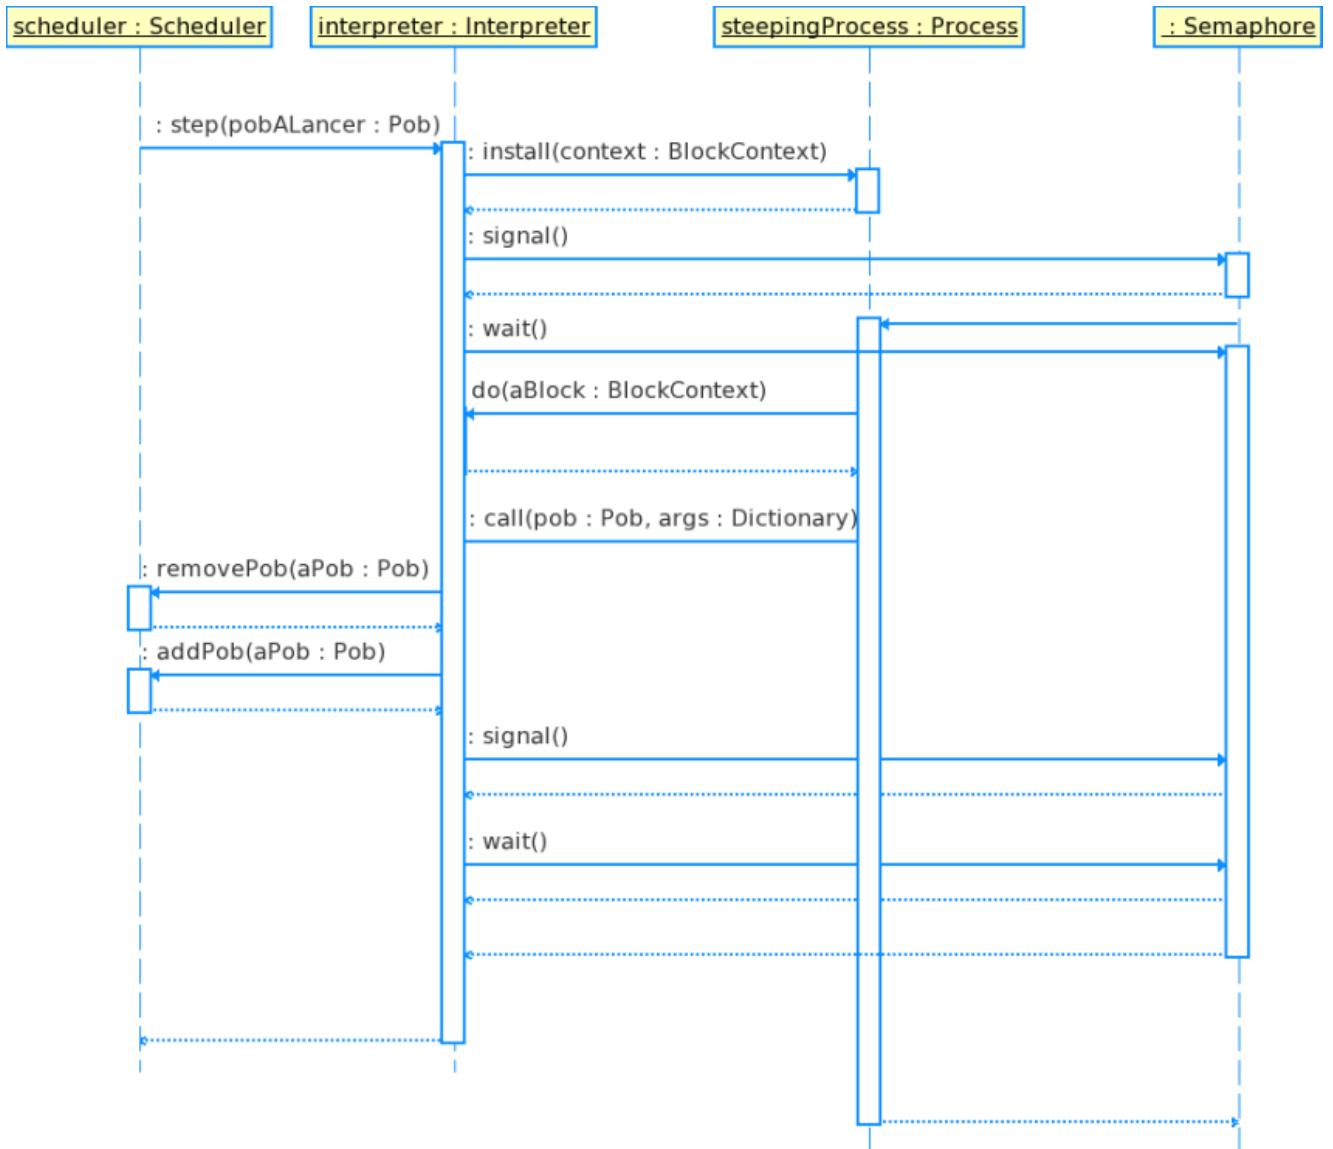 scheduler : Scheduler
interpreter : Interpreter
steepingProcess : Process
: Semaphore
: step(pobALancer : Pob)
: install(context : BlockContext)
: signal()
: wait()
do(aBlock : BlockContext)
: call(pob : Pob, args : Dictionary)
: removePob(aPob : Pob)
: addPob(aPob : Pob)
: signal()
: wait()